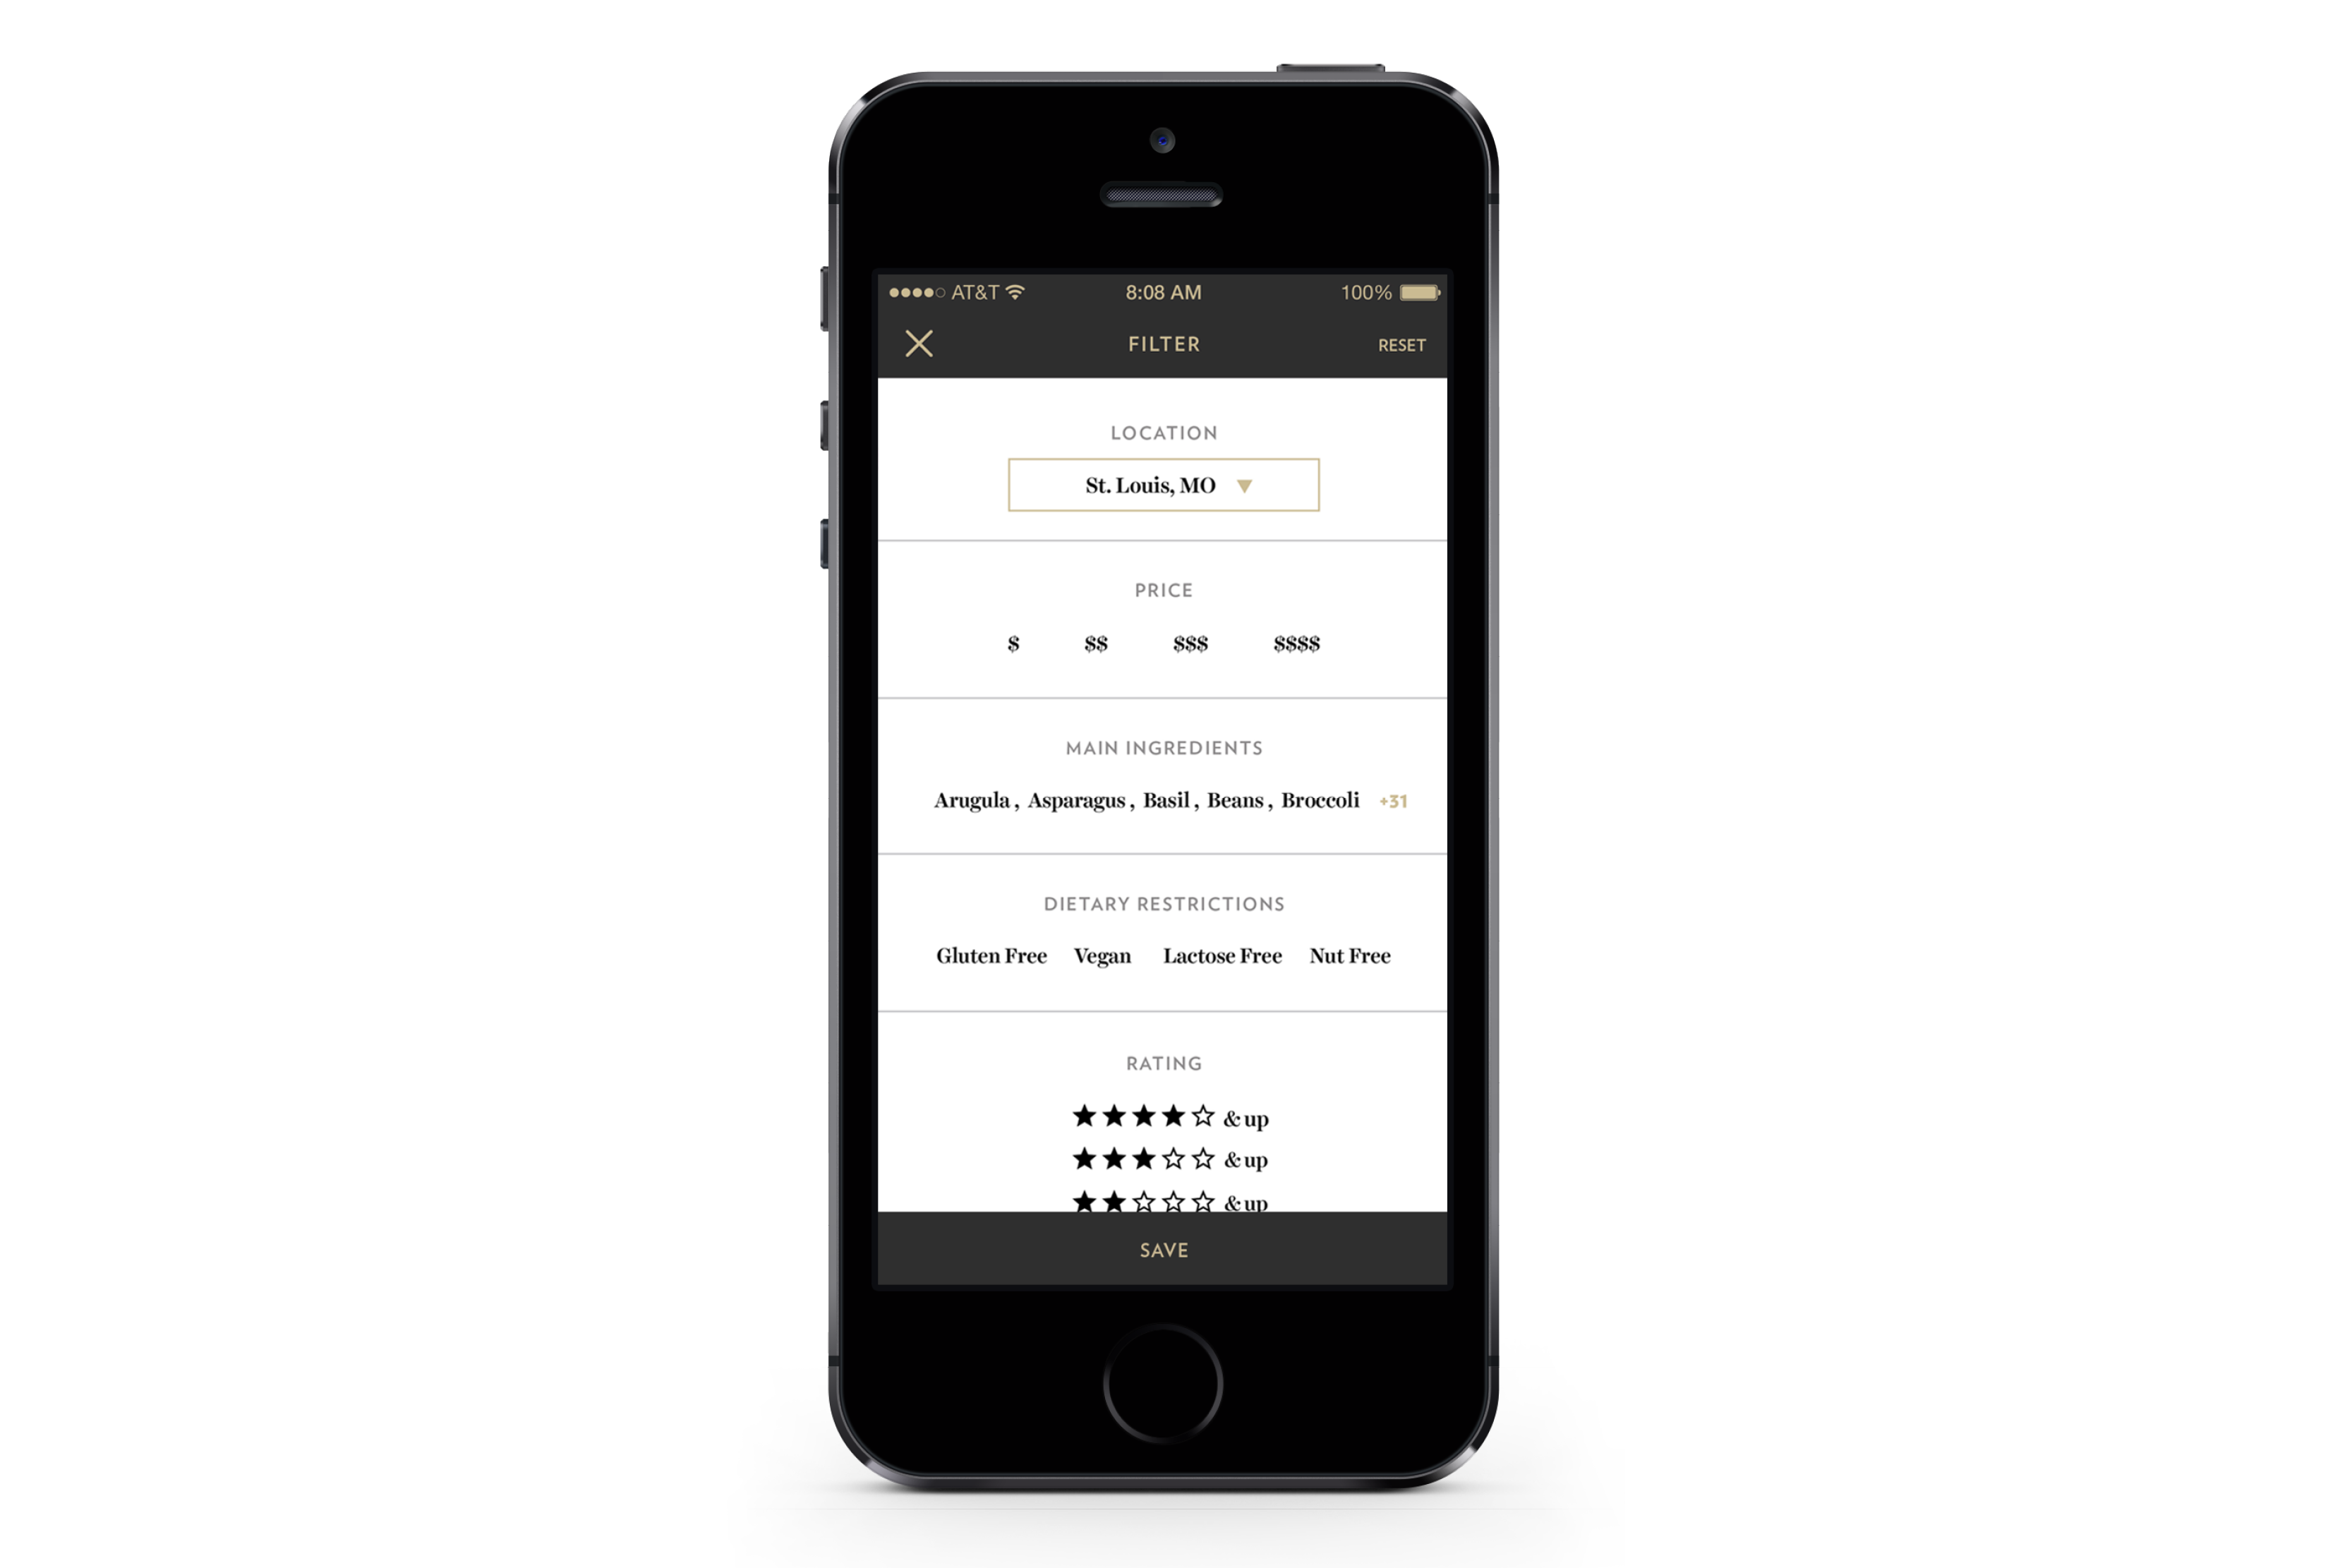 AT&T 8:08 AM 100%
FILTER RESET
LOCATION
St. Louis, MO
PRICE
$ $$ $$$ $$$$
MAIN INGREDIENTS
Arugula , Asparagus , Basil , Beans , Broccoli +31
DIETARY RESTRICTIONS
Gluten Free Vegan Lactose Free Nut Free
RATING
& up
& up
& up
SAVE